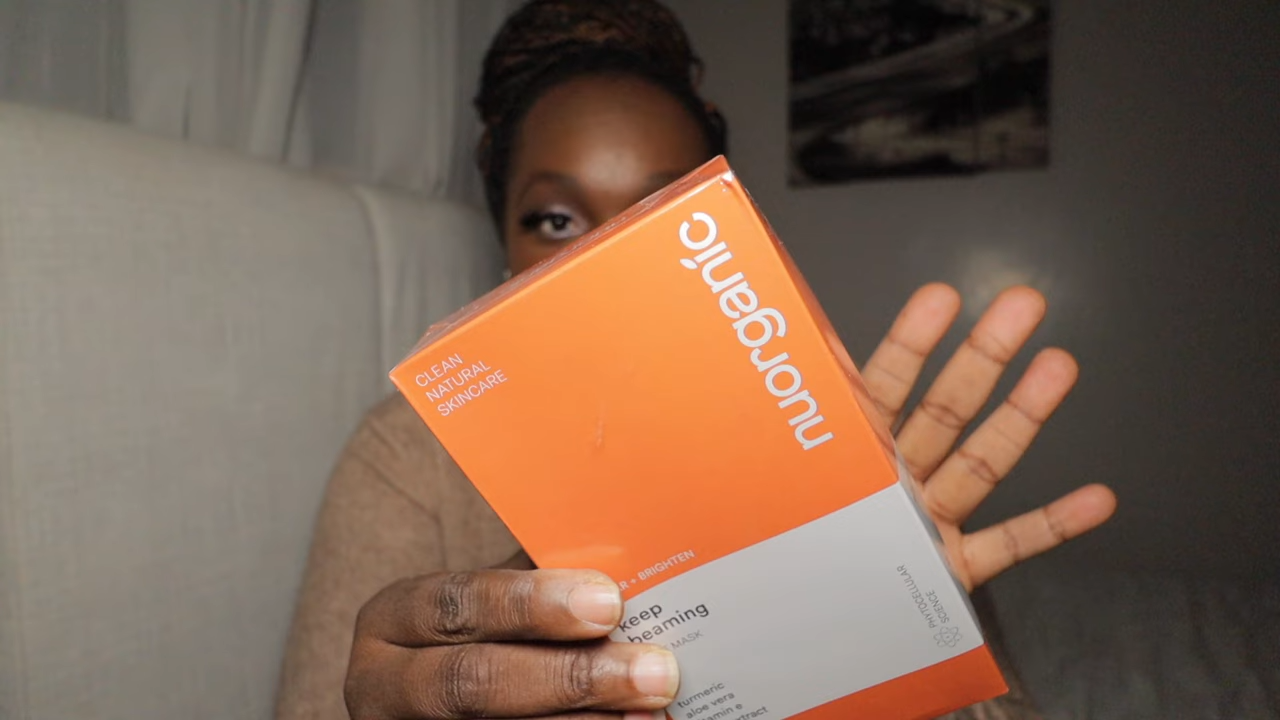 nuorganic
CLEAN
NATURAL
SKINCARE
+ BRIGHTEN
keep
beaming
MASK
PHYTOCELLULAR
SCIENCE
turmeric
aloe vera